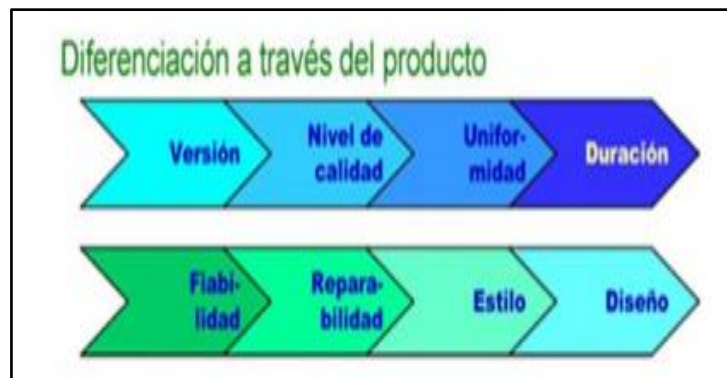 Diferenciación a través del producto
Versión
Nivel de
calidad
Unifor-
midad
Duración
Fiabi-
lidad
Repara-
bilidad
Estilo
Diseño